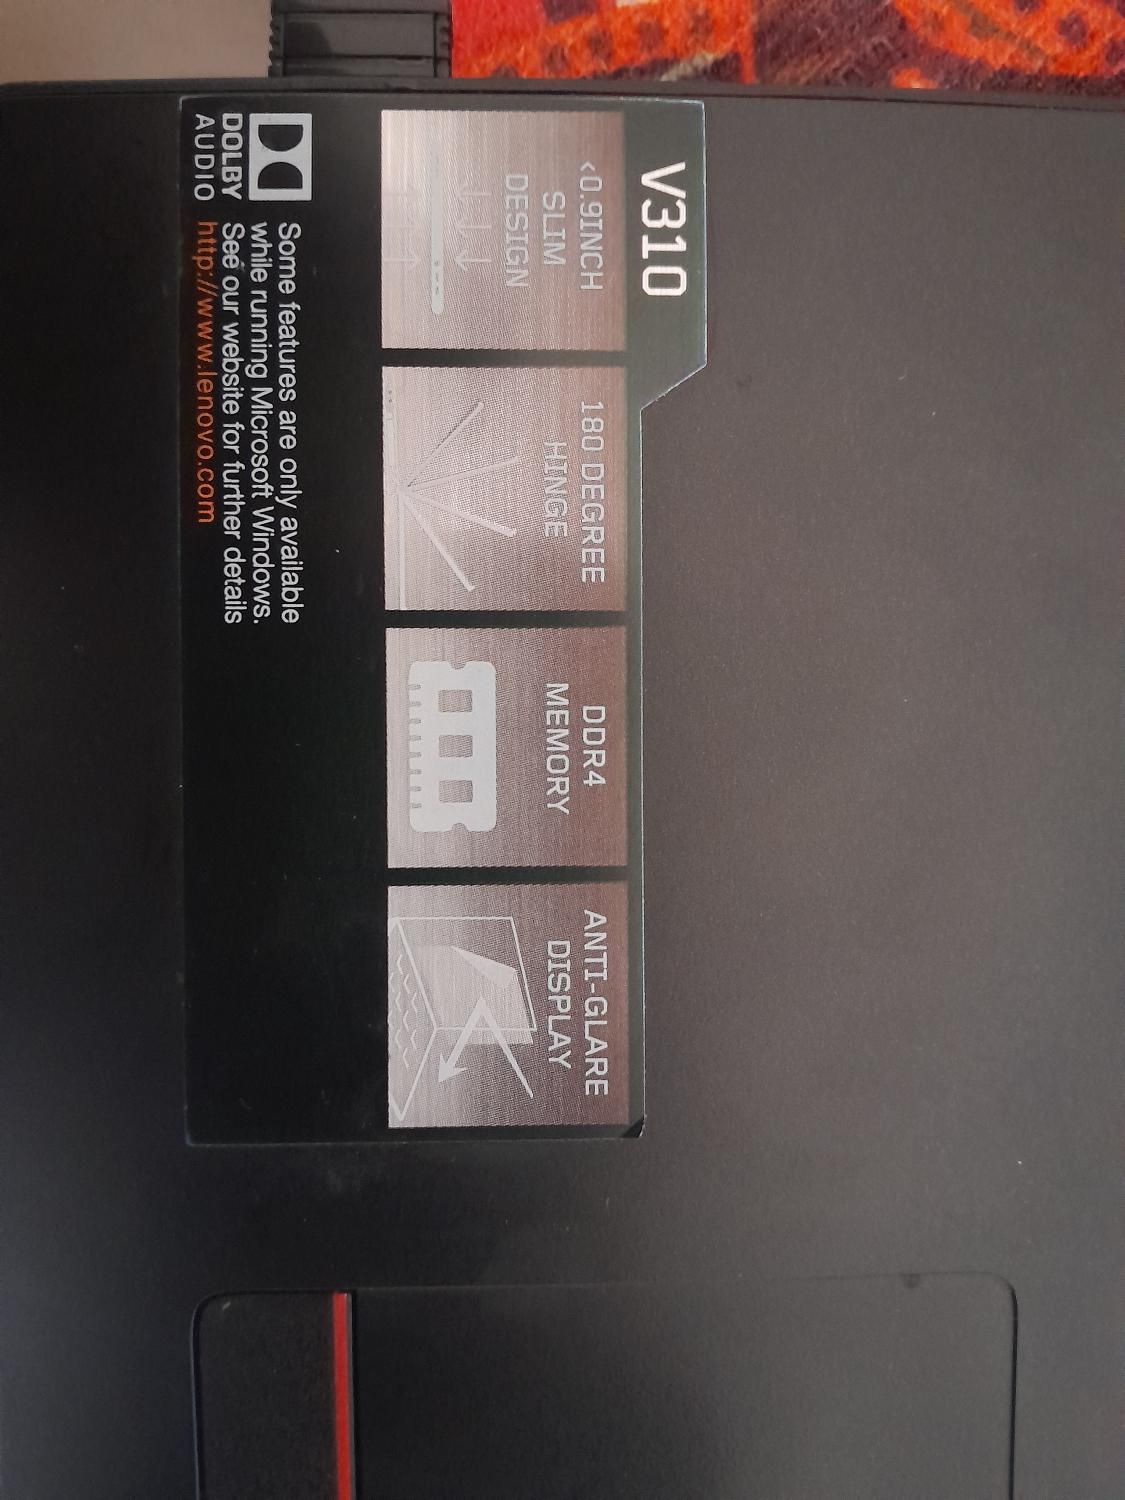 V310
<0.9INCH
SLIM
DESIGN
180 DEGREE
HINGE
DDR4
MEMORY
ANTI-GLARE
DISPLAY
DOLBY
AUDIO
Some features are only available
while running Microsoft Windows.
See our website for further details
http://www.lenovo.com